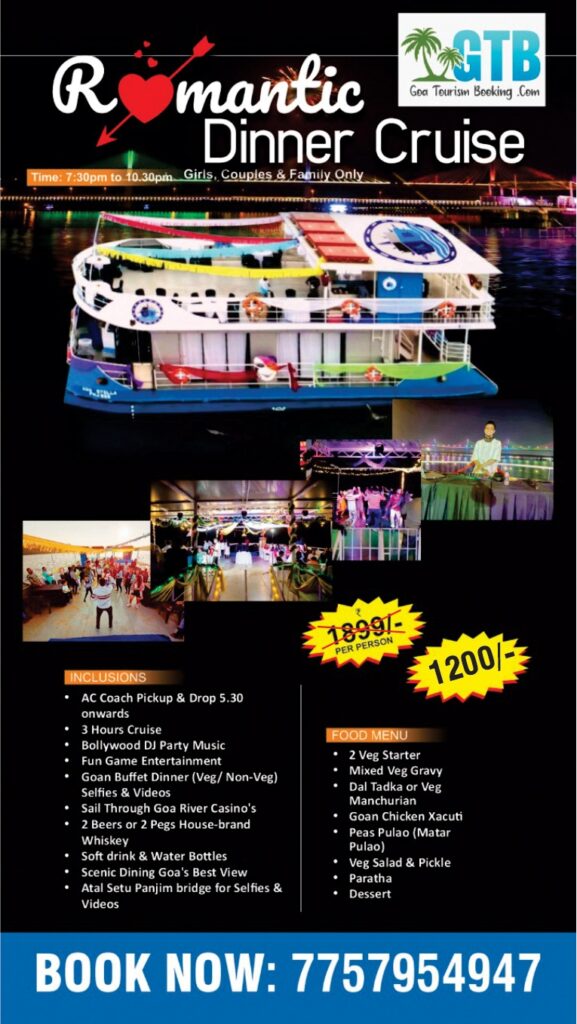 Romantic
GTB
Goa Tourism Booking .Com
Dinner Cruise
Time: 7:30pm to 10.30pm
Girls, Couples & Family Only
₹
1899/-
PER PERSON
1200/-
INCLUSIONS
• AC Coach Pickup & Drop 5.30
onwards
• 3 Hours Cruise
• Bollywood DJ Party Music
• Fun Game Entertainment
• Goan Buffet Dinner (Veg/ Non-Veg)
Selfies & Videos
• Sail Through Goa River Casino's
• 2 Beers or 2 Pegs House-brand
Whiskey
• Soft drink & Water Bottles
• Scenic Dining Goa's Best View
• Atal Setu Panjim bridge for Selfies &
Videos
FOOD MENU
• 2 Veg Starter
• Mixed Veg Gravy
• Dal Tadka or Veg
Manchurian
• Goan Chicken Xacuti
• Peas Pulao (Matar
Pulao)
• Veg Salad & Pickle
• Paratha
• Dessert
BOOK NOW: 7757954947